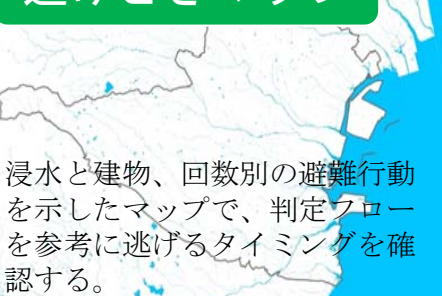 浸水と建物、回数別の避難行動
を示したマップで、判定フロー
を参考に逃げるタイミングを確
認する。